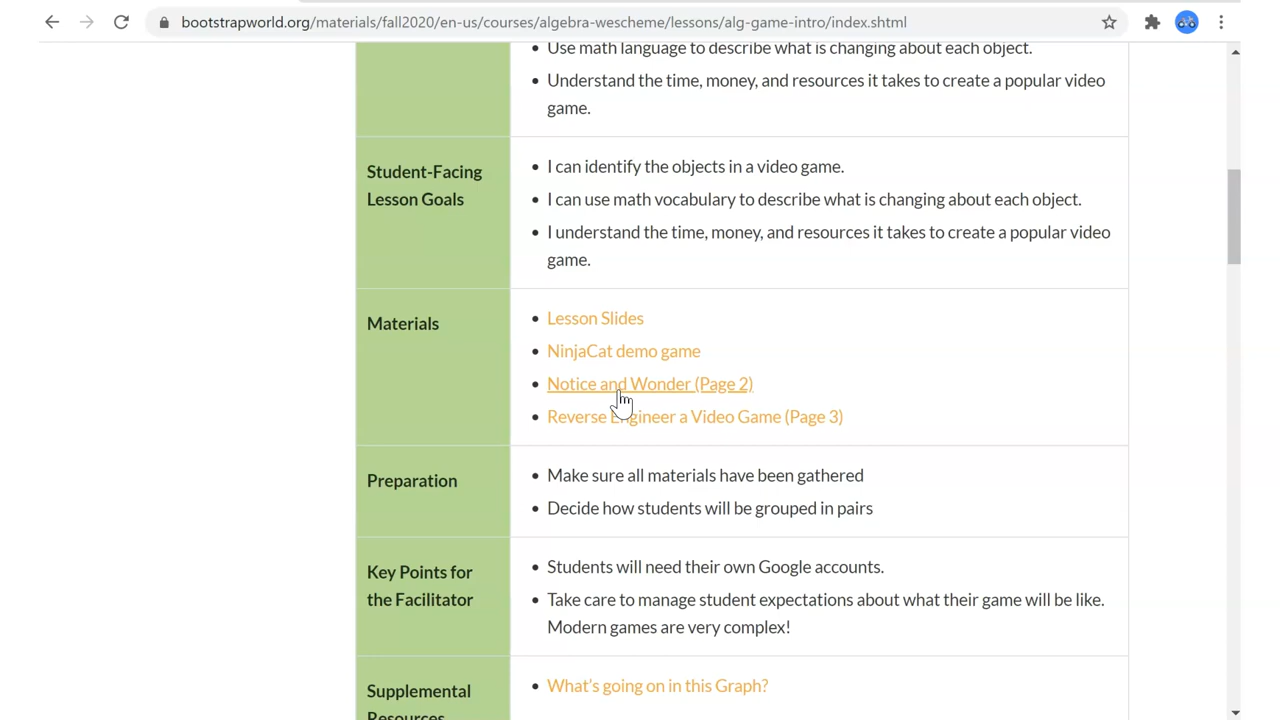 bootstrapworld.org/materials/fall2020/en-us/courses/algebra-wescheme/lessons/alg-game-intro/index.shtml
Use math language to describe what is changing about each object.
Understand the time, money, and resources it takes to create a popular video
game.
Student-Facing
Lesson Goals
I can identify the objects in a video game.
I can use math vocabulary to describe what is changing about each object.
I understand the time, money, and resources it takes to create a popular video
game.
Materials
Lesson Slides
NinjaCat demo game
Notice and Wonder (Page 2)
Reverse Engineer a Video Game (Page 3)
Preparation
Make sure all materials have been gathered
Decide how students will be grouped in pairs
Key Points for
the Facilitator
Students will need their own Google accounts.
Take care to manage student expectations about what their game will be like.
Modern games are very complex!
Supplemental
Resources
What's going on in this Graph?